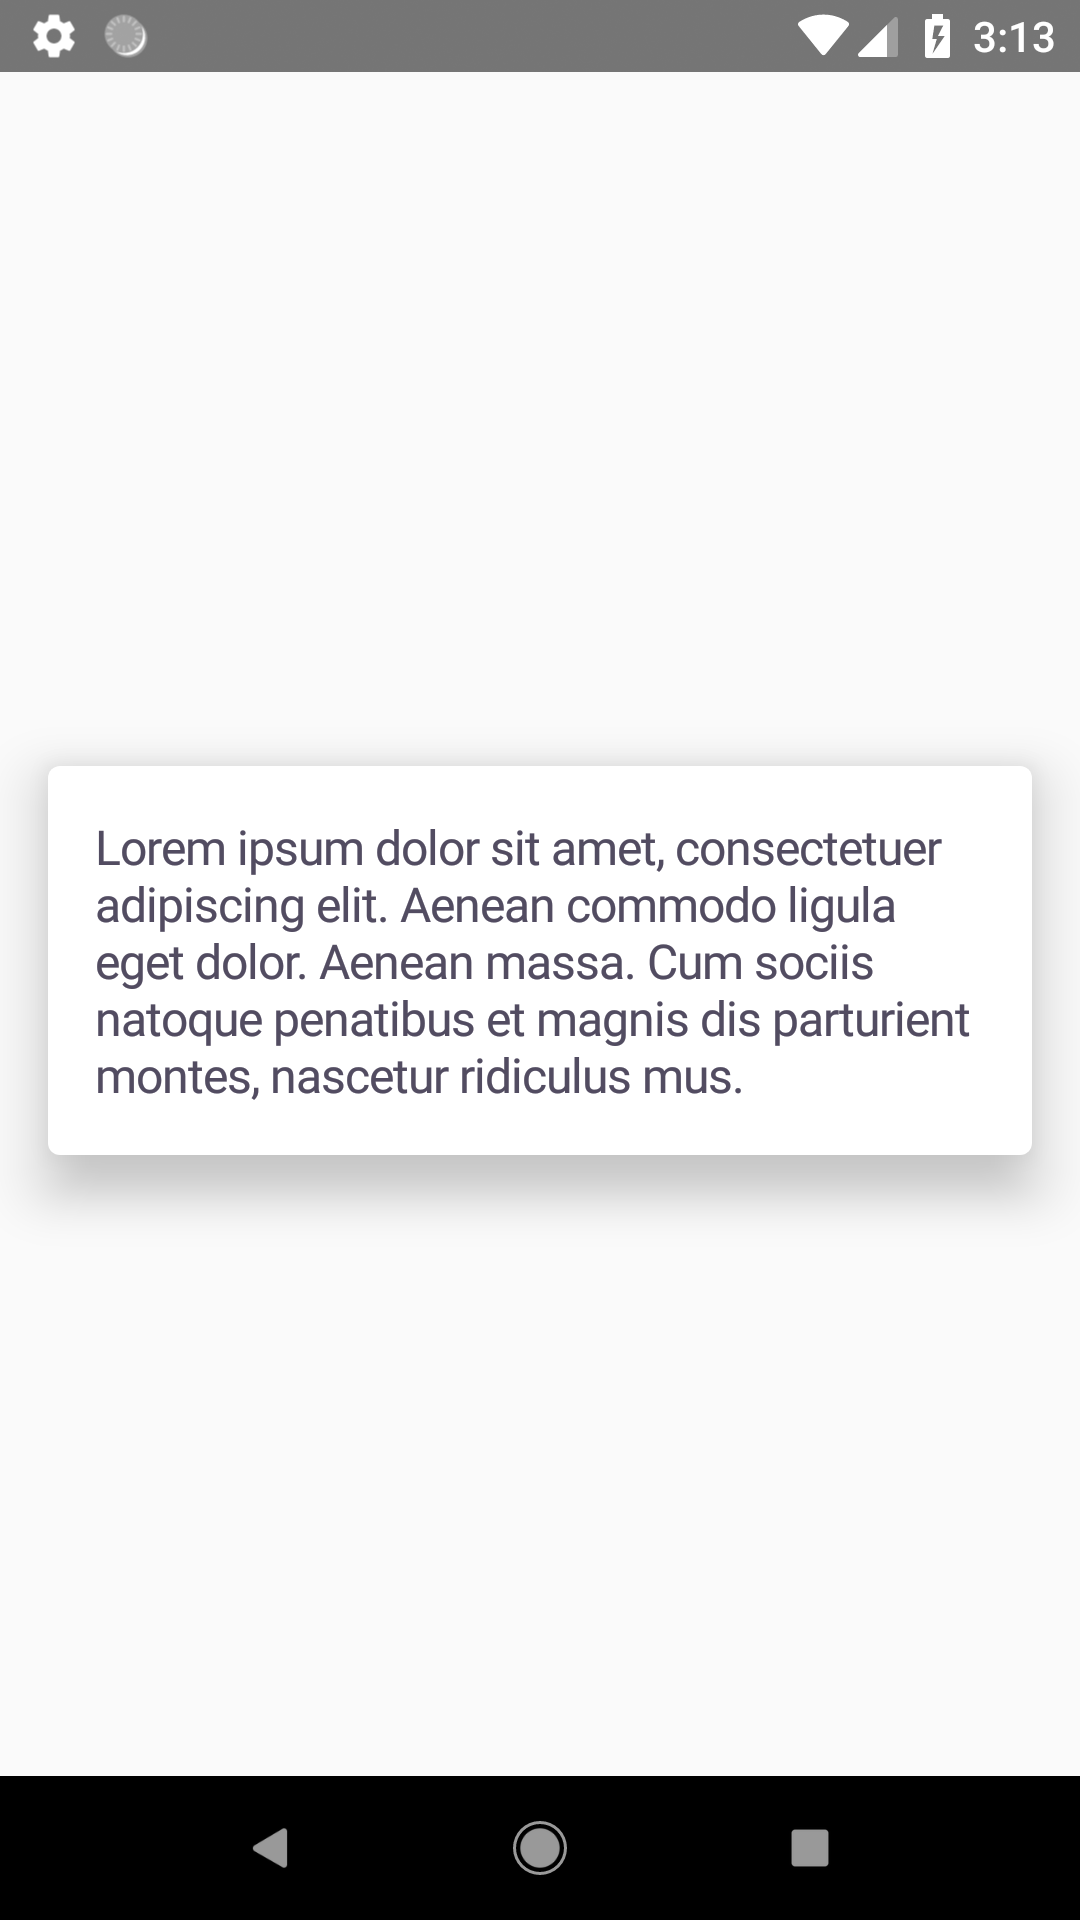 3:13
Lorem ipsum dolor sit amet, consectetuer
adipiscing elit. Aenean commodo ligula
eget dolor. Aenean massa. Cum sociis
natoque penatibus et magnis dis parturient
montes, nascetur ridiculus mus.